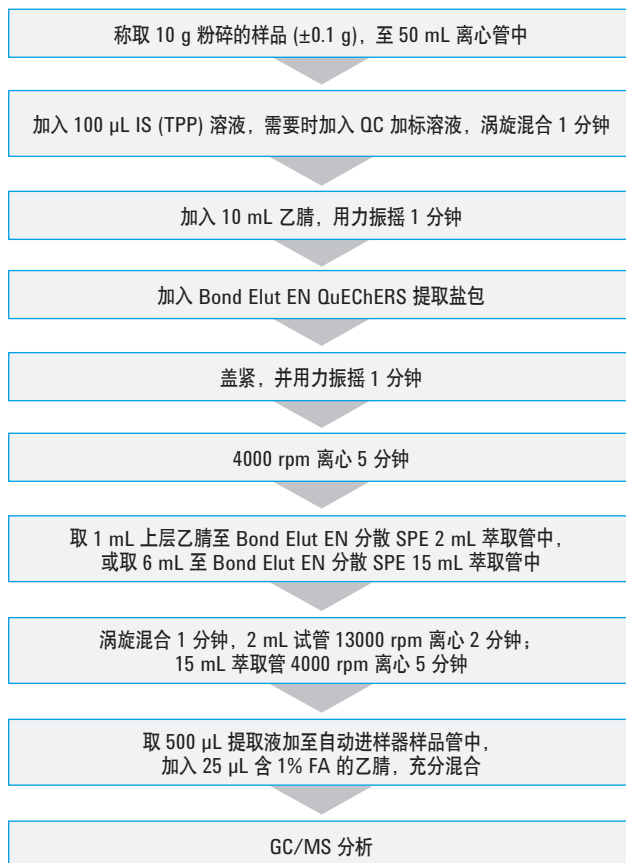 称取 10 g 粉碎的样品 (±0.1 g)，至 50 mL 离心管中
加入 100 µL IS (TPP) 溶液，需要时加入 QC 加标溶液，涡旋混合 1 分钟
加入 10 mL 乙腈，用力振摇 1 分钟
加入 Bond Elut EN QuEChERS 提取盐包
盖紧，并用力振摇 1 分钟
4000 rpm 离心 5 分钟
取 1 mL 上层乙腈至 Bond Elut EN 分散 SPE 2 mL 萃取管中，
或取 6 mL 至 Bond Elut EN 分散 SPE 15 mL 萃取管中
涡旋混合 1 分钟，2 mL 试管 13000 rpm 离心 2 分钟；
15 mL 萃取管 4000 rpm 离心 5 分钟
取 500 µL 提取液加至自动进样器样品管中，
加入 25 µL 含 1% FA 的乙腈，充分混合
GC/MS 分析